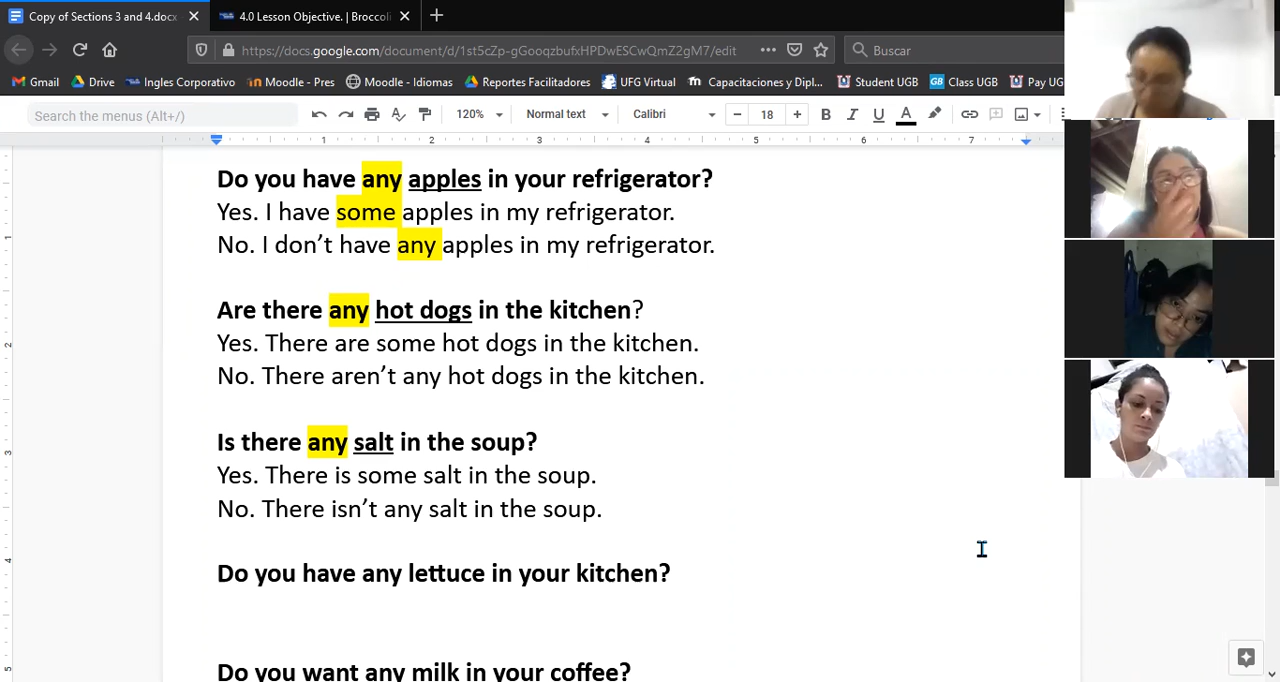 Copy of Sections 3 and 4.docx
4.0 Lesson Objective. | Broccoli
https://docs.google.com/document/d/1st5cZp-gGooqzbufxHPDwESCwQmZ2gM7/edit
Buscar
Gmail Drive Ingles Corporativo Moodle - Pres Moodle - Idiomas Reportes Facilitadores UFG Virtual Capacitaciones y Dipl... Student UGB Class UGB Pay UG
Search the menus (Alt+/) 120% Normal text Calibri 18 B I U A
1 2 3 4 5 6 7
Do you have any apples in your refrigerator?
Yes. I have some apples in my refrigerator.
No. I don’t have any apples in my refrigerator.
Are there any hot dogs in the kitchen?
Yes. There are some hot dogs in the kitchen.
No. There aren’t any hot dogs in the kitchen.
Is there any salt in the soup?
Yes. There is some salt in the soup.
No. There isn’t any salt in the soup.
Do you have any lettuce in your kitchen?
Do you want any milk in your coffee?